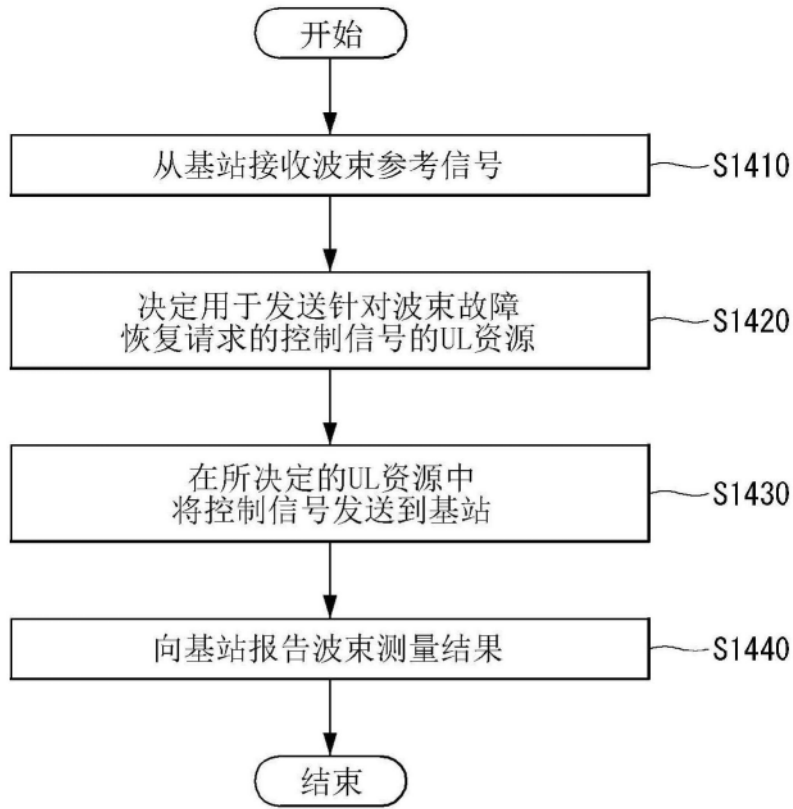 开始
从基站接收波束参考信号
S1410
决定用于发送针对波束故障
恢复请求的控制信号的UL资源
S1420
在所决定的UL资源中
将控制信号发送到基站
S1430
向基站报告波束测量结果
S1440
结束